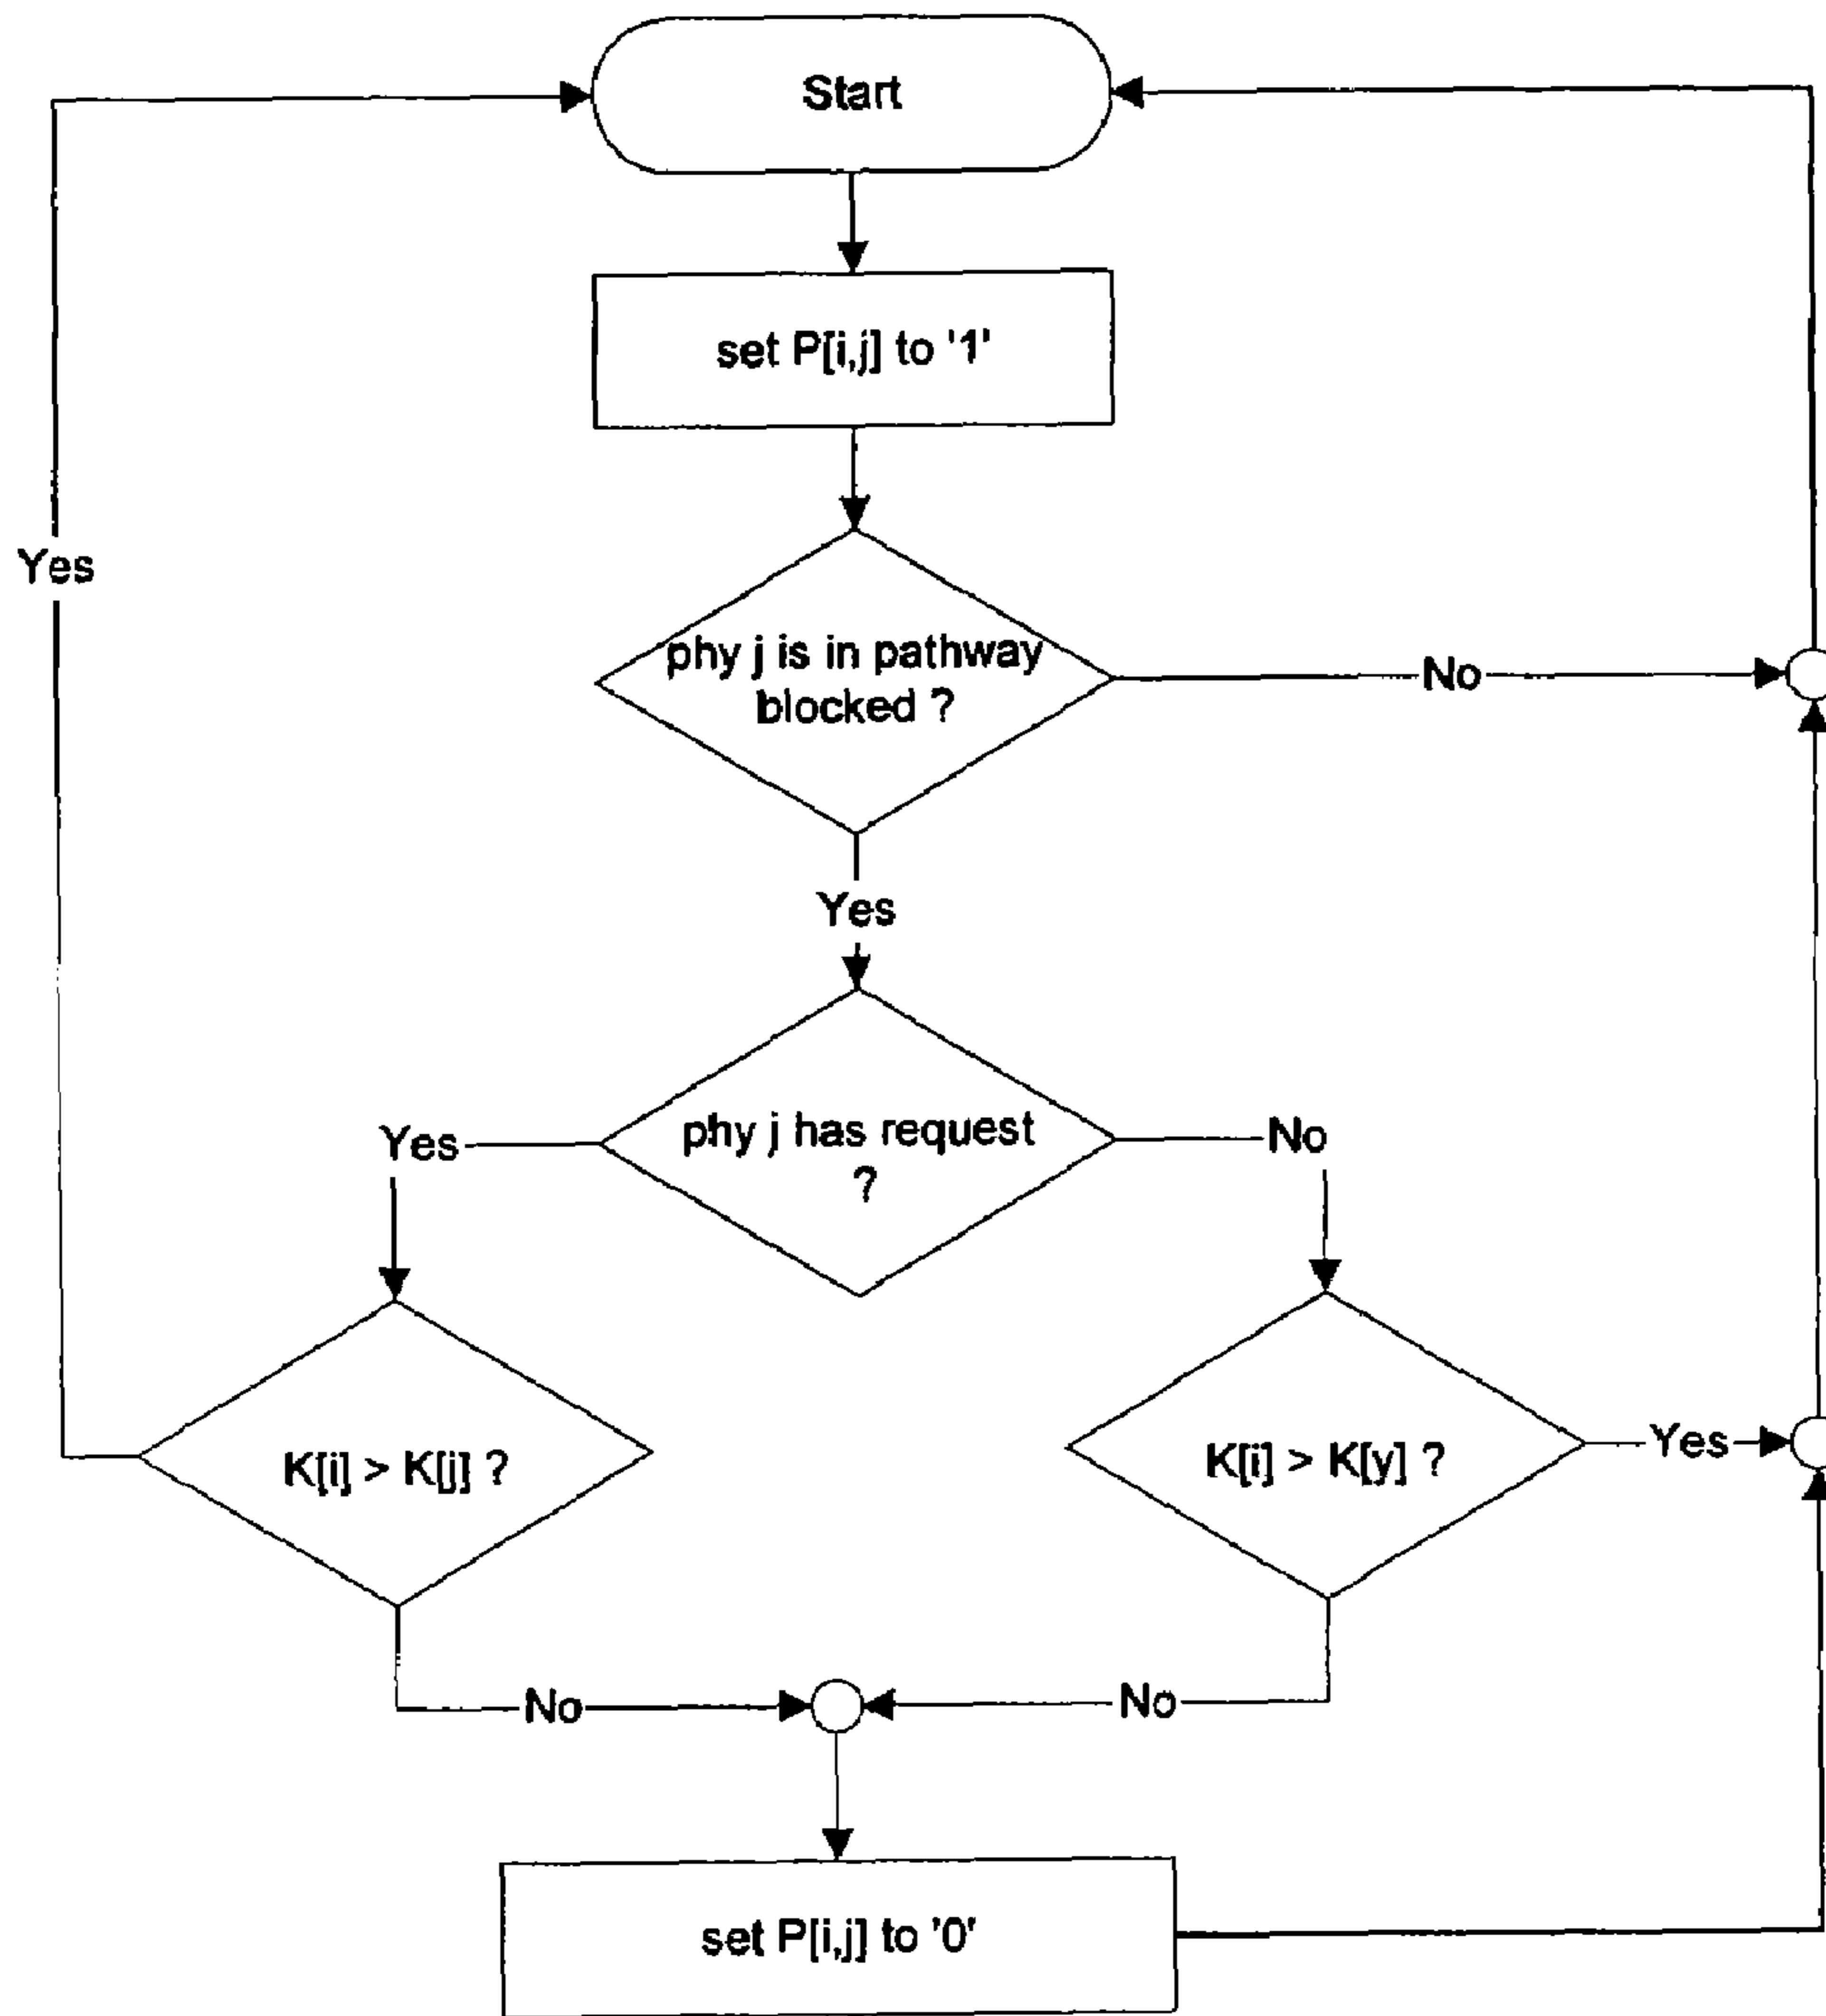 Start
set P[i,j] to '1'
Yes
phy j is in pathway
blocked ?
No
Yes
Yes
phy j has request
?
No
K[i] > K[j] ?
K[i] > K[y] ?
Yes
No
No
set P[i,j] to '0'